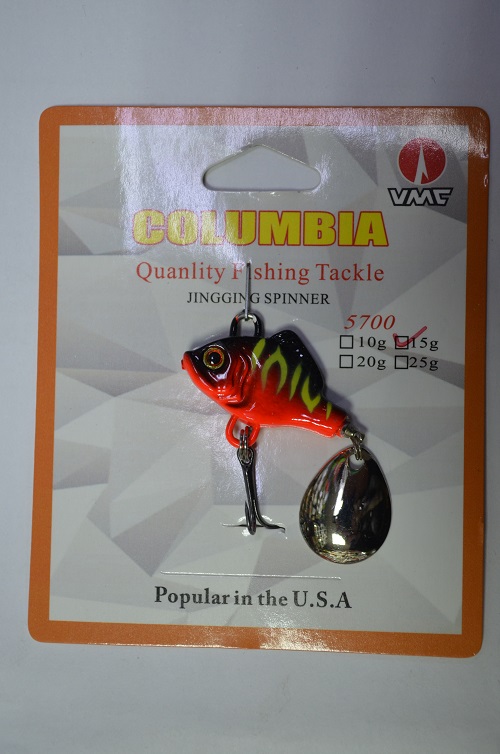 VMC
COLUMBIA
Quanlity Fishing Tackle
JINGGING SPINNER
5700
10g 15g
20g 25g
Popular in the U.S.A